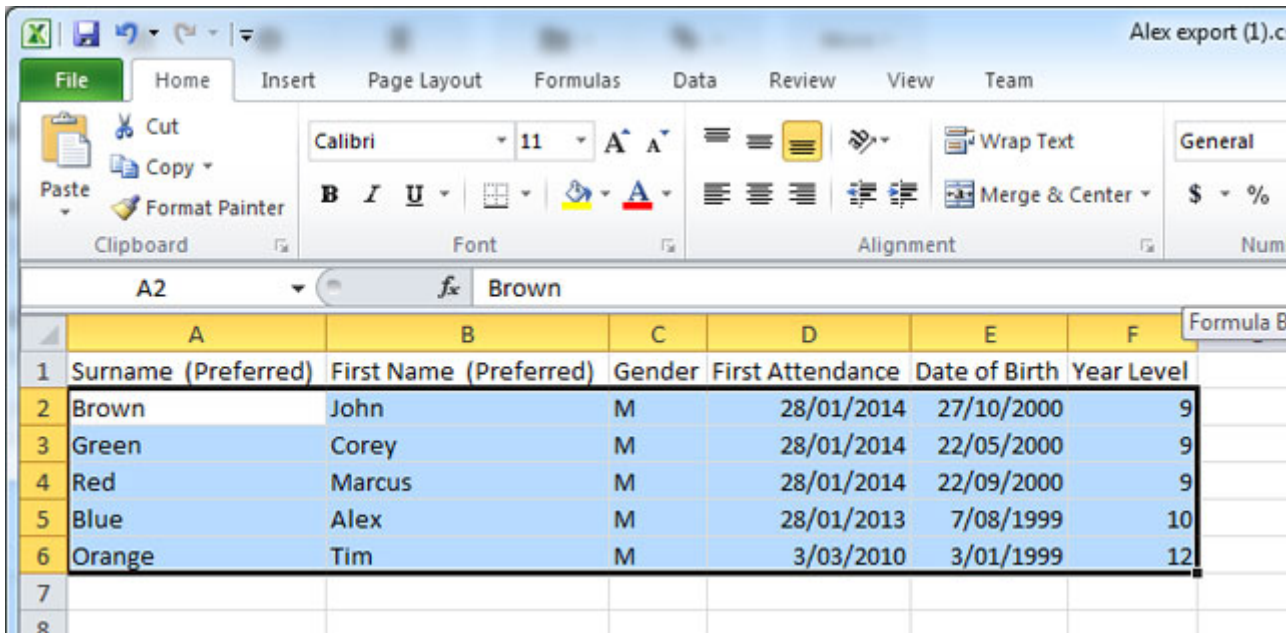 Alex export (1).c
File Home Insert Page Layout Formulas Data Review View Team
Cut
Copy
Format Painter
Paste
Calibri 11 A A Wrap Text General
B I U A Merge & Center $ %
Clipboard Font Alignment Num
A2 fx Brown
Formula B
A B C D E F
1 Surname (Preferred) First Name (Preferred) Gender First Attendance Date of Birth Year Level
2 Brown John M 28/01/2014 27/10/2000 9
3 Green Corey M 28/01/2014 22/05/2000 9
4 Red Marcus M 28/01/2014 22/09/2000 9
5 Blue Alex M 28/01/2013 7/08/1999 10
6 Orange Tim M 3/03/2010 3/01/1999 12
7
8